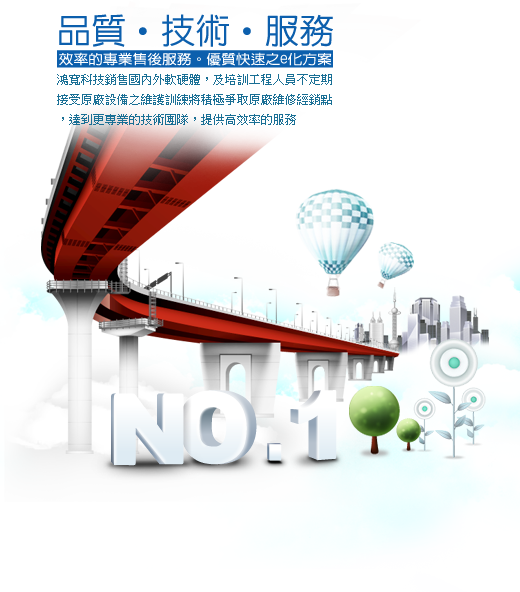 品質・技術・服務
效率的專業售後服務。優質快速之e化方案
鴻寬科技銷售國內外軟硬體，及培訓工程人員不定期
接受原廠設備之維護訓練將積極爭取原廠維修經銷點
，達到更專業的技術團隊，提供高效率的服務
NO.1